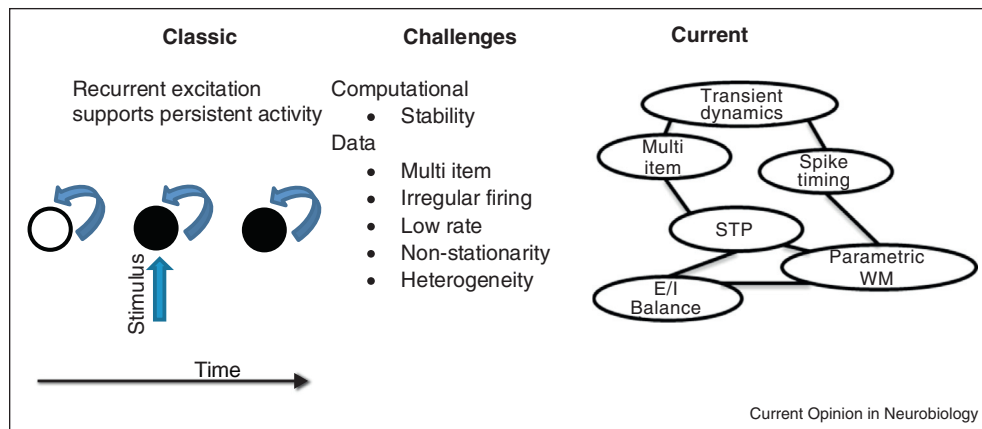 Classic
Recurrent excitation
supports persistent activity
Stimulus
Time
Challenges
Computational
• Stability
Data
• Multi item
• Irregular firing
• Low rate
• Non-stationarity
• Heterogeneity
Current
Transient
dynamics
Multi
item
Spike
timing
STP
Parametric
WM
E/I
Balance
Current Opinion in Neurobiology